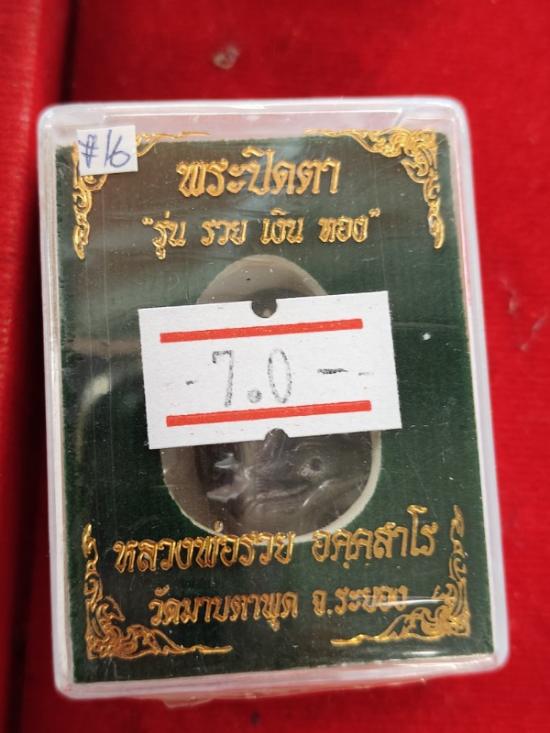 #16
พระปิดตา
"รุ่น รวย เงิน ทอง"
- 7.0 - -
หลวงพ่อรวย อคฺคสาโร
วัดมาบตาพุด จ.ระยอง